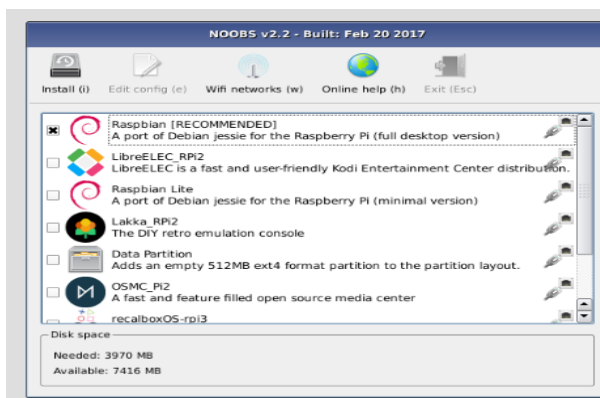 NOOBS v2.2 - Built: Feb 20 2017
Install (i) Edit config (e) Wifi networks (w) Online help (h) Exit (Esc)
Raspbian [RECOMMENDED]
A port of Debian jessie for the Raspberry Pi (full desktop version)
LibreELEC_RPi2
LibreELEC is a fast and user-friendly Kodi Entertainment Center distribution.
Raspbian Lite
A port of Debian jessie for the Raspberry Pi (minimal version)
Lakka_RPi2
The DIY retro emulation console
Data Partition
Adds an empty 512MB ext4 format partition to the partition layout.
OSMC_Pi2
A fast and feature filled open source media center
recalboxOS-rpi3
Disk space
Needed: 3970 MB
Available: 7416 MB